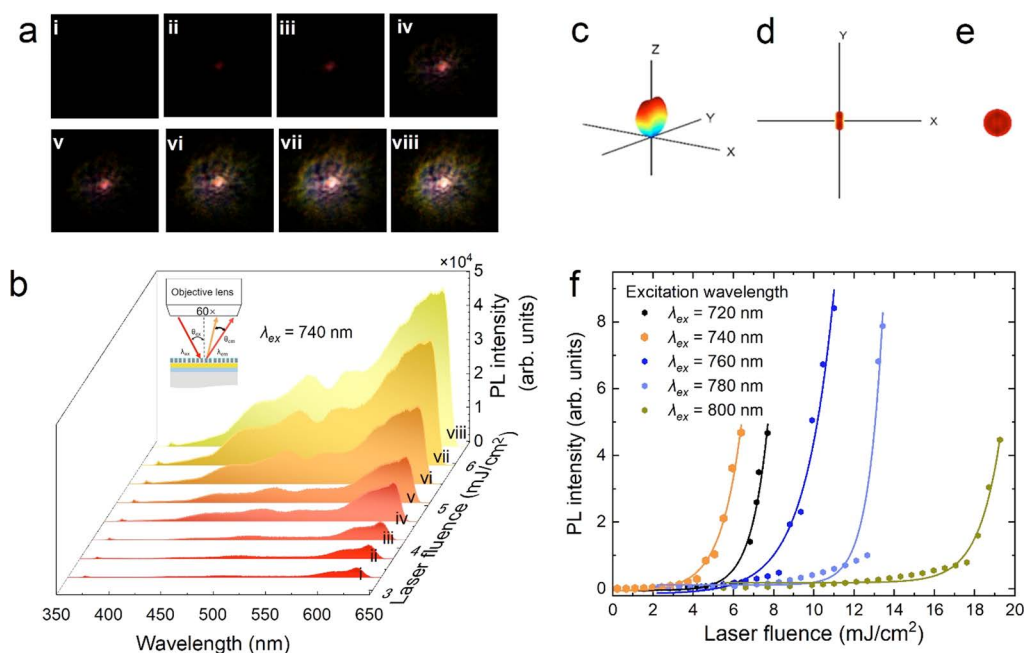 a
i
ii
iii
iv
v
vi
vii
viii
c
Z
Y
X
d
Y
X
e
b
Objective lens
60×
θex
θem
λex
λem
λex = 740 nm
×10⁴
5
4
3
2
1
0
PL intensity
(arb. units)
viii
vii
vi
v
iv
iii
ii
i
6
5
4
3
Laser fluence (mJ/cm²)
350
400
450
500
550
600
650
Wavelength (nm)
f
Excitation wavelength
λex = 720 nm
λex = 740 nm
λex = 760 nm
λex = 780 nm
λex = 800 nm
8
6
4
2
0
PL intensity (arb. units)
0 2 4 6 8 10 12 14 16 18 20
Laser fluence (mJ/cm²)